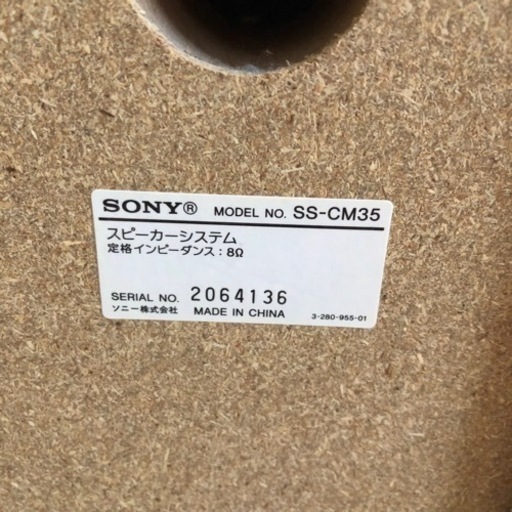 SONY® MODEL NO. SS-CM35
スピーカーシステム
定格インピーダンス：8Ω
SERIAL NO. 2064136
ソニー株式会社 MADE IN CHINA 3-280-955-01